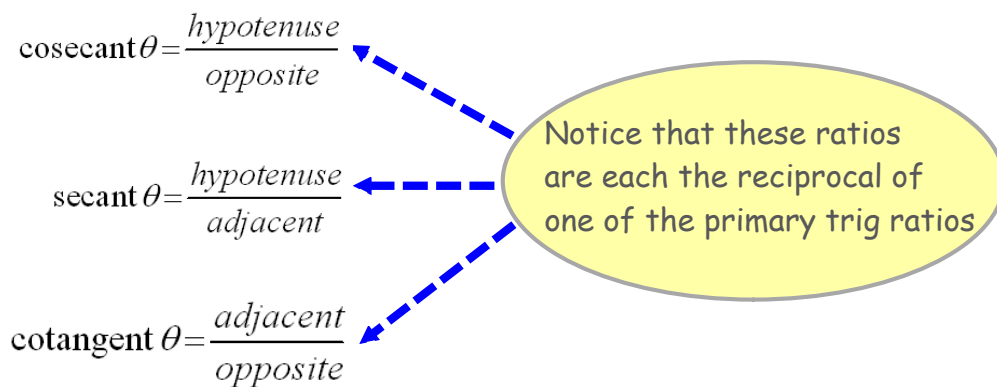 cosecant θ = hypotenuse / opposite
Notice that these ratios
are each the reciprocal of
one of the primary trig ratios
secant θ = hypotenuse / adjacent
cotangent θ = adjacent / opposite